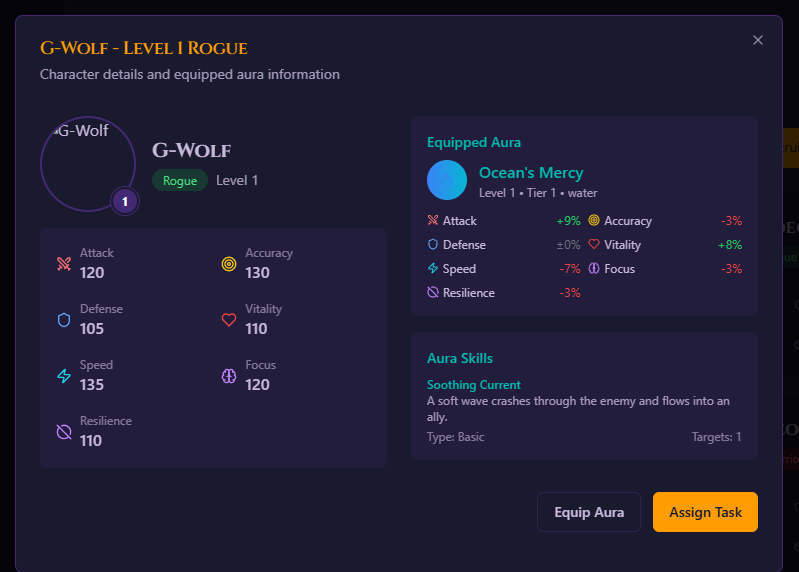 G-Wolf - Level 1 Rogue
Character details and equipped aura information
G-Wolf
G-Wolf
Rogue
Level 1
1
Attack
120
Accuracy
130
Defense
105
Vitality
110
Speed
135
Focus
120
Resilience
110
Equipped Aura
Ocean's Mercy
Level 1 • Tier 1 • water
Attack +9% Accuracy -3%
Defense ±0% Vitality +8%
Speed -7% Focus -3%
Resilience -3%
Aura Skills
Soothing Current
A soft wave crashes through the enemy and flows into an
ally.
Type: Basic Targets: 1
Equip Aura
Assign Task